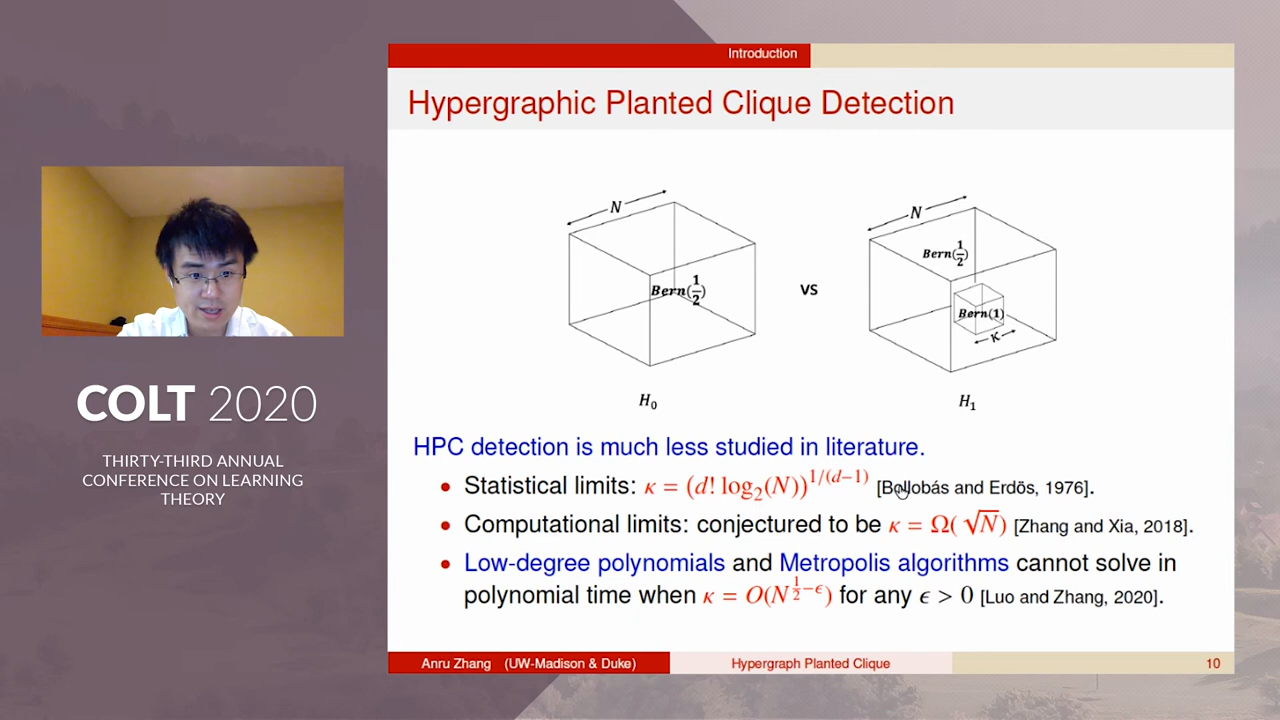 COLT 2020
THIRTY-THIRD ANNUAL
CONFERENCE ON LEARNING
THEORY
Introduction
Hypergraphic Planted Clique Detection
N
Bern(1/2)
H₀
vs
N
Bern(1/2)
Bern(1)
κ
H₁
HPC detection is much less studied in literature.
• Statistical limits: κ = (d! log₂(N))^{1/(d−1)} [Bollobás and Erdös, 1976].
• Computational limits: conjectured to be κ = Ω(√N) [Zhang and Xia, 2018].
• Low-degree polynomials and Metropolis algorithms cannot solve in
polynomial time when κ = O(N^{1/2−ϵ}) for any ϵ > 0 [Luo and Zhang, 2020].
Anru Zhang (UW-Madison & Duke)
Hypergraph Planted Clique
10